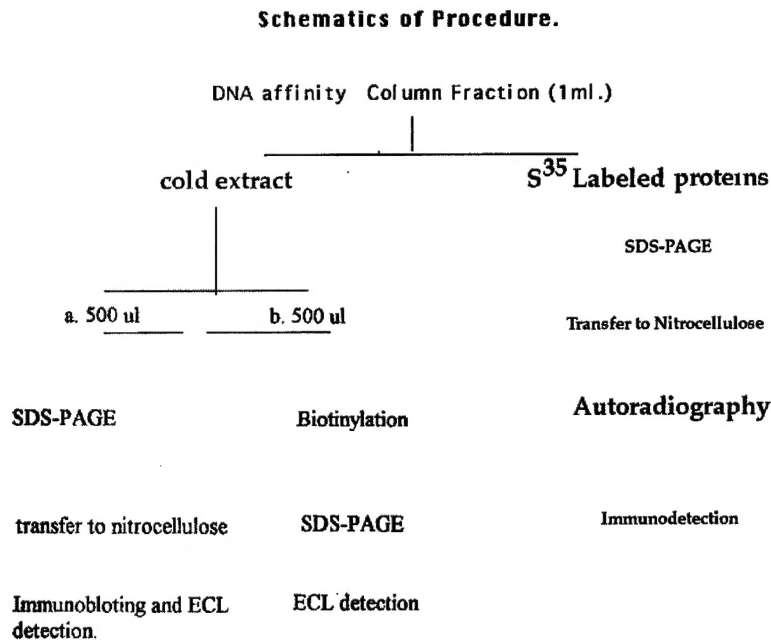 Schematics of Procedure.
DNA affinity Column Fraction (1ml.)
cold extract
S35 Labeled proteins
SDS-PAGE
a. 500 ul
b. 500 ul
Transfer to Nitrocellulose
SDS-PAGE
Biotinylation
Autoradiography
transfer to nitrocellulose
SDS-PAGE
Immunodetection
Immunobloting and ECL
detection.
ECL detection